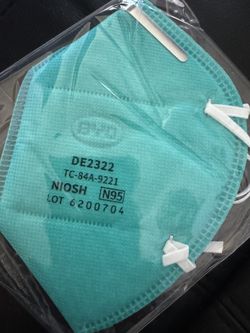 BYD
DE2322
TC-84A-9221
NIOSH N95
LOT 6200704